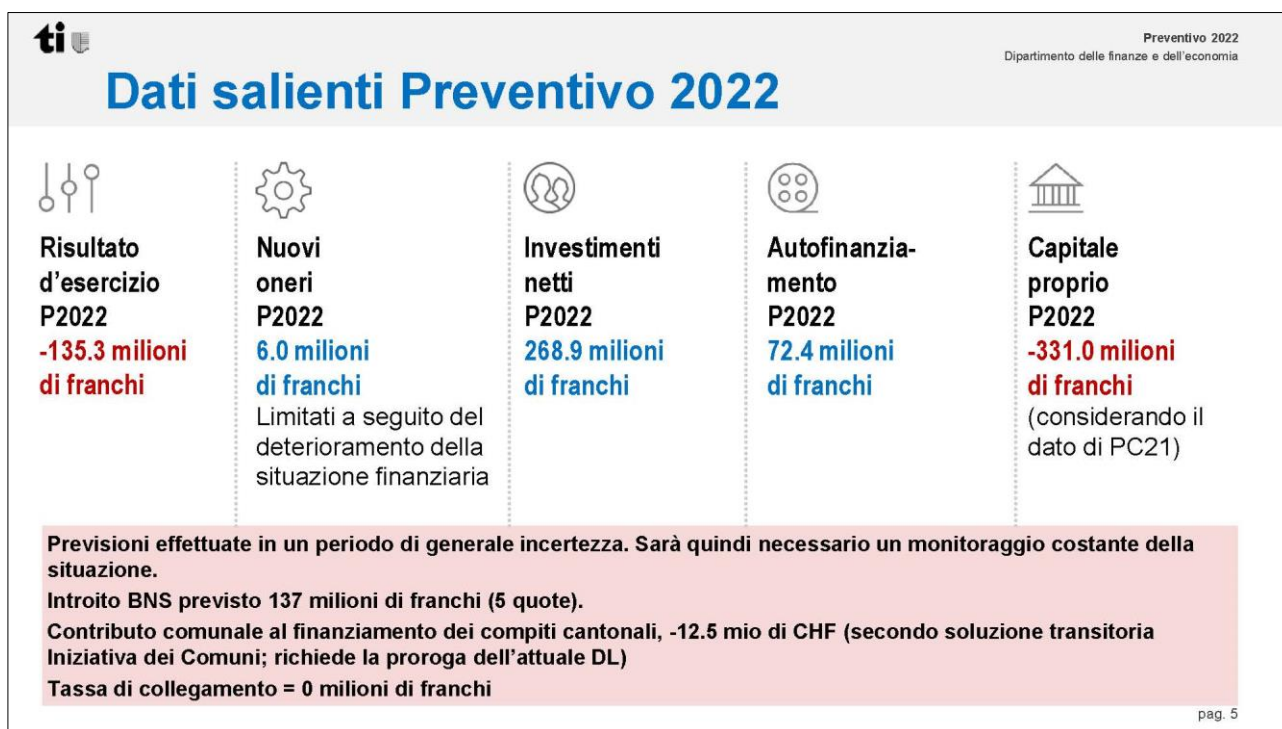 ti
Preventivo 2022
Dipartimento delle finanze e dell'economia
Dati salienti Preventivo 2022
Risultato
d'esercizio
P2022
-135.3 milioni
di franchi
Nuovi
oneri
P2022
6.0 milioni
di franchi
Limitati a seguito del
deterioramento della
situazione finanziaria
Investimenti
netti
P2022
268.9 milioni
di franchi
Autofinanzia-
mento
P2022
72.4 milioni
di franchi
Capitale
proprio
P2022
-331.0 milioni
di franchi
(considerando il
dato di PC21)
Previsioni effettuate in un periodo di generale incertezza. Sarà quindi necessario un monitoraggio costante della
situazione.
Introito BNS previsto 137 milioni di franchi (5 quote).
Contributo comunale al finanziamento dei compiti cantonali, -12.5 mio di CHF (secondo soluzione transitoria
Iniziativa dei Comuni; richiede la proroga dell'attuale DL)
Tassa di collegamento = 0 milioni di franchi
pag. 5